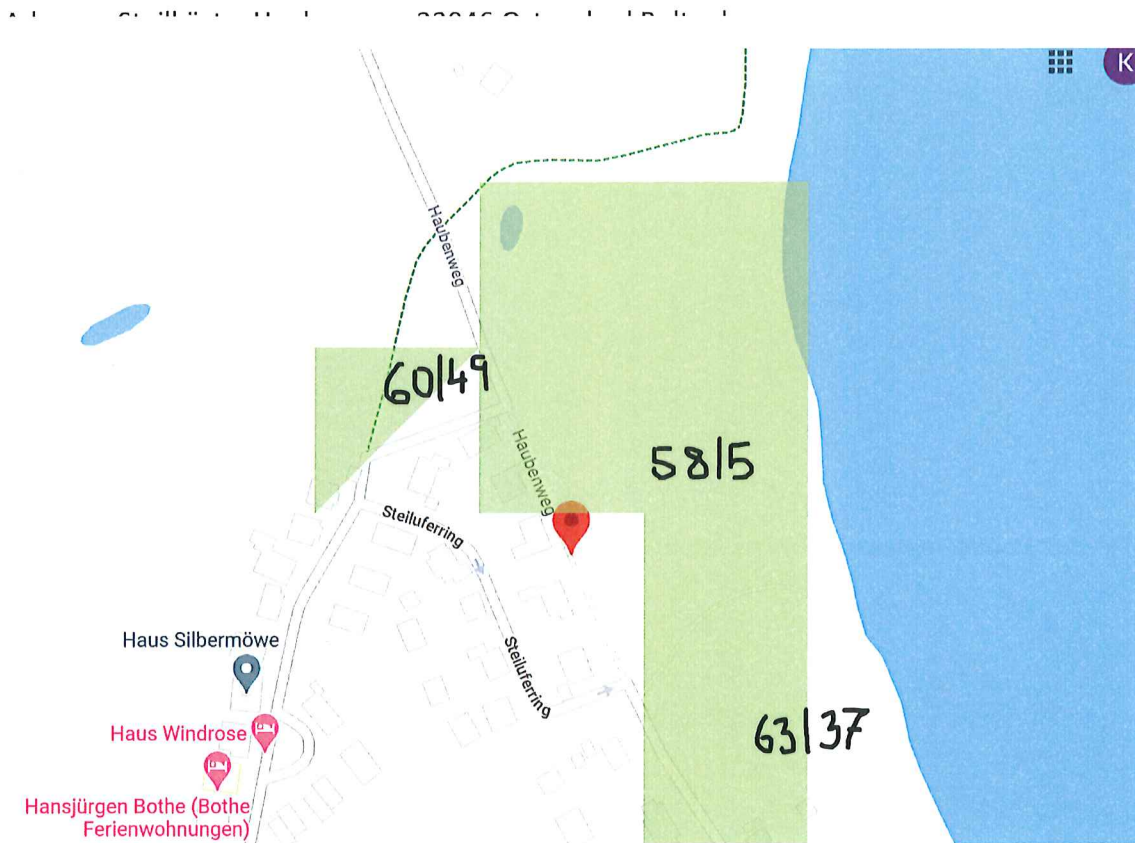 K
Haubenweg
60/49
Haubenweg
58/5
Steiluferring
Haus Silbermöwe
Steiluferring
Haus Windrose
63/37
Hansjürgen Bothe (Bothe
Ferienwohnungen)